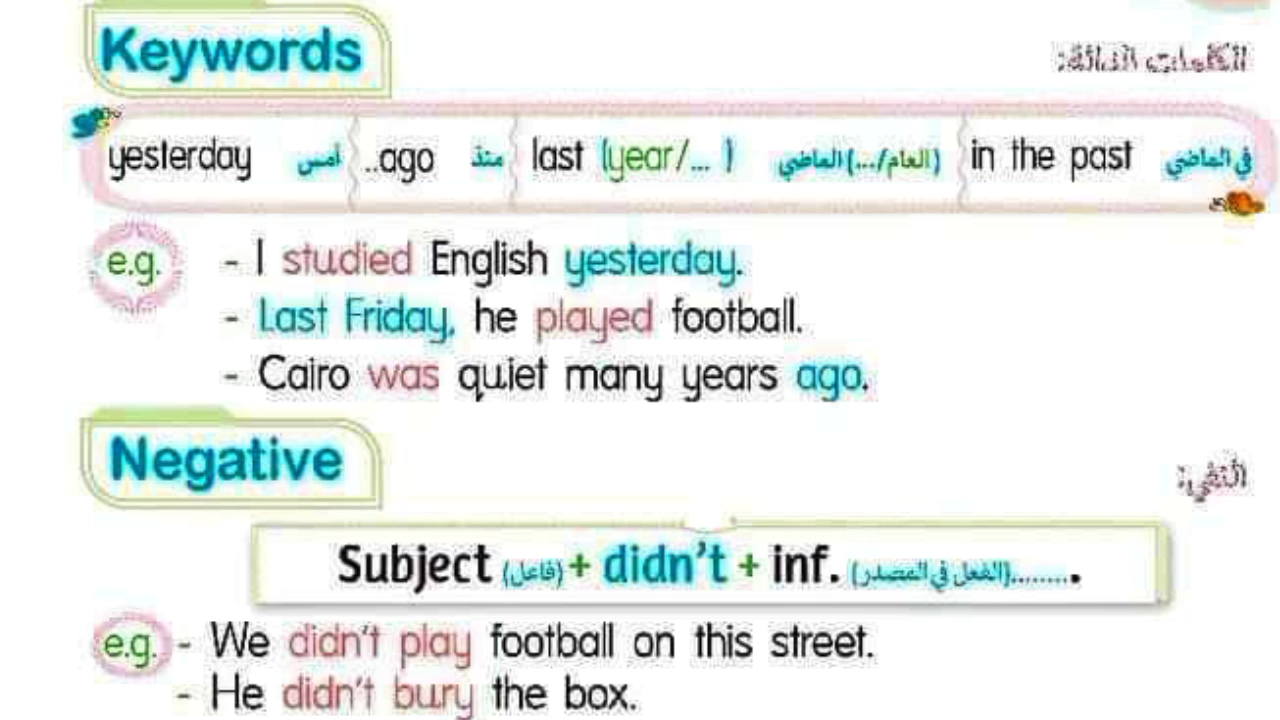 Keywords
الكلمات الدالة:
yesterday أمس ..ago منذ last (year/... ) الماضي (العام/...) in the past في الماضي
e.g. - I studied English yesterday.
- Last Friday, he played football.
- Cairo was quiet many years ago.
Negative
النفي:
Subject (فاعل) + didn't + inf. (الفعل في المصدر).........
e.g. - We didn't play football on this street.
- He didn't bury the box.